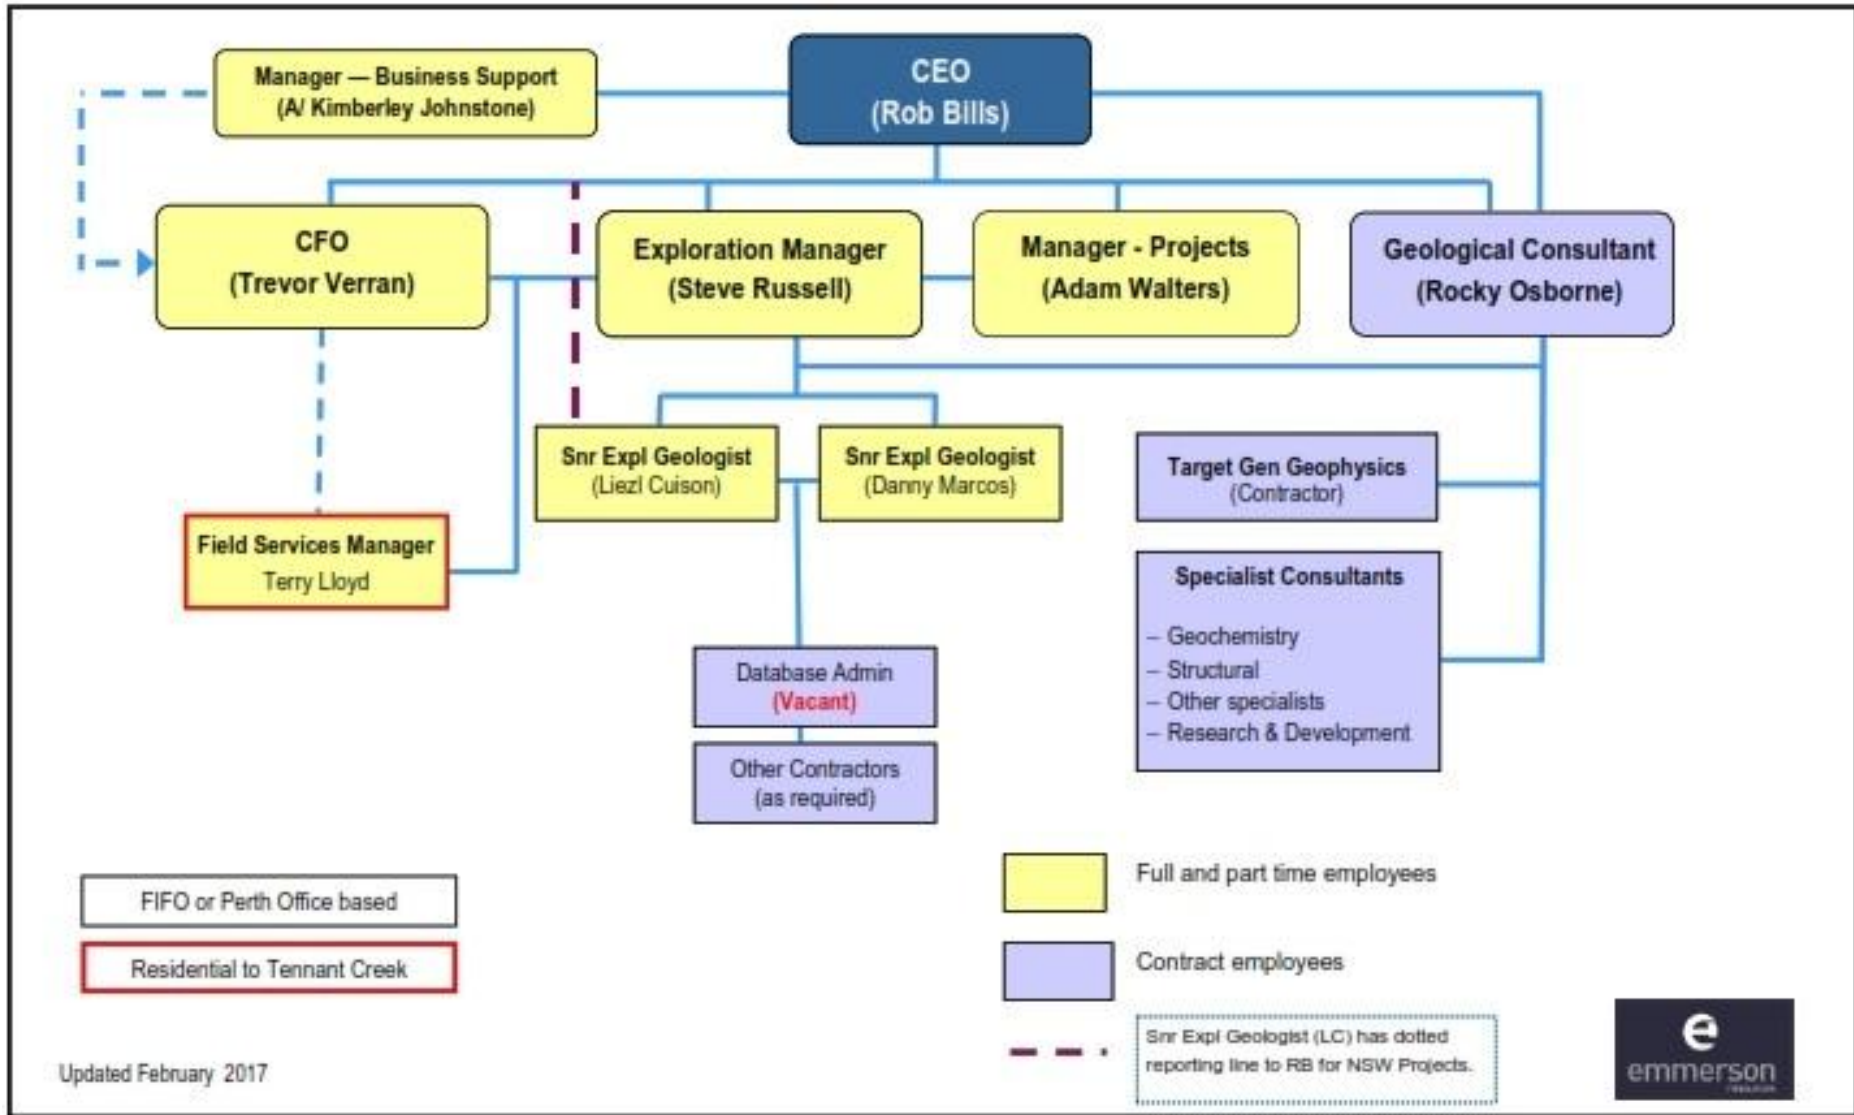 Manager — Business Support
(A/ Kimberley Johnstone)
CEO
(Rob Bills)
CFO
(Trevor Verran)
Exploration Manager
(Steve Russell)
Manager - Projects
(Adam Walters)
Geological Consultant
(Rocky Osborne)
Snr Expl Geologist
(Liezl Cuison)
Snr Expl Geologist
(Danny Marcos)
Target Gen Geophysics
(Contractor)
Field Services Manager
Terry Lloyd
Specialist Consultants
– Geochemistry
– Structural
– Other specialists
– Research & Development
Database Admin
(Vacant)
Other Contractors
(as required)
FIFO or Perth Office based
Residential to Tennant Creek
Full and part time employees
Contract employees
Snr Expl Geologist (LC) has dotted
reporting line to RB for NSW Projects.
Updated February 2017
e
emmerson